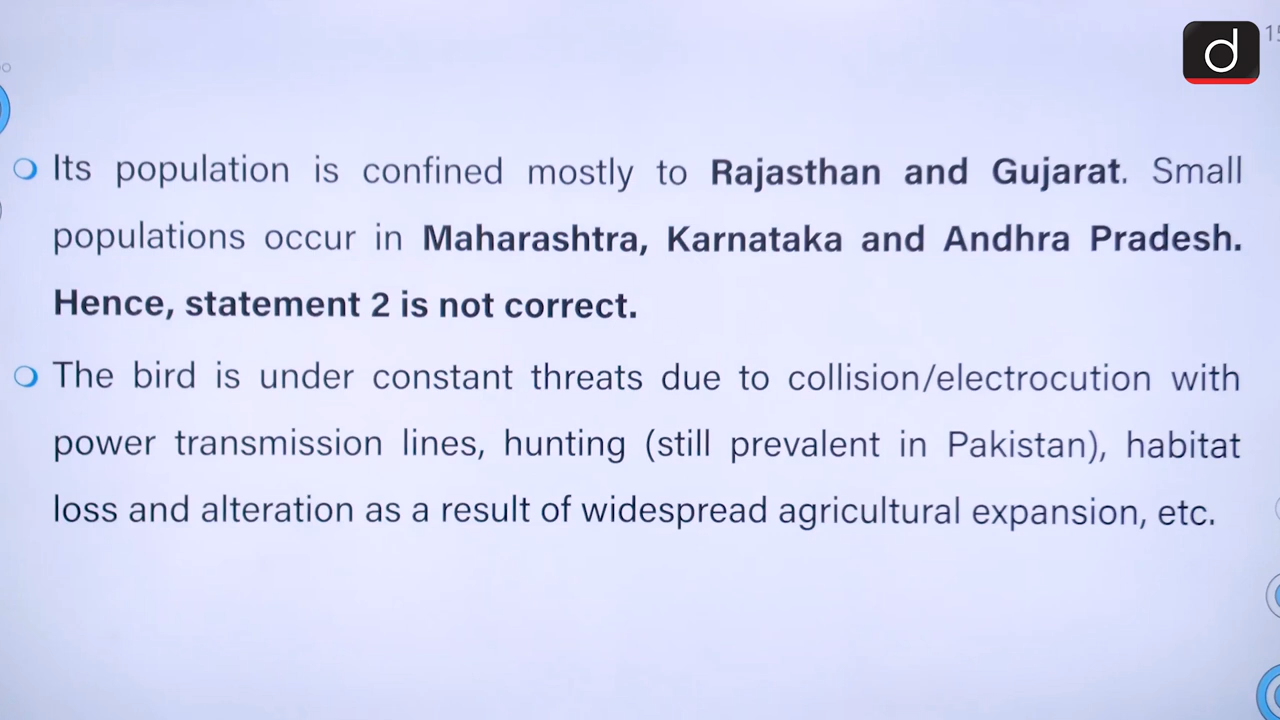 d
15
Its population is confined mostly to Rajasthan and Gujarat. Small
populations occur in Maharashtra, Karnataka and Andhra Pradesh.
Hence, statement 2 is not correct.
The bird is under constant threats due to collision/electrocution with
power transmission lines, hunting (still prevalent in Pakistan), habitat
loss and alteration as a result of widespread agricultural expansion, etc.